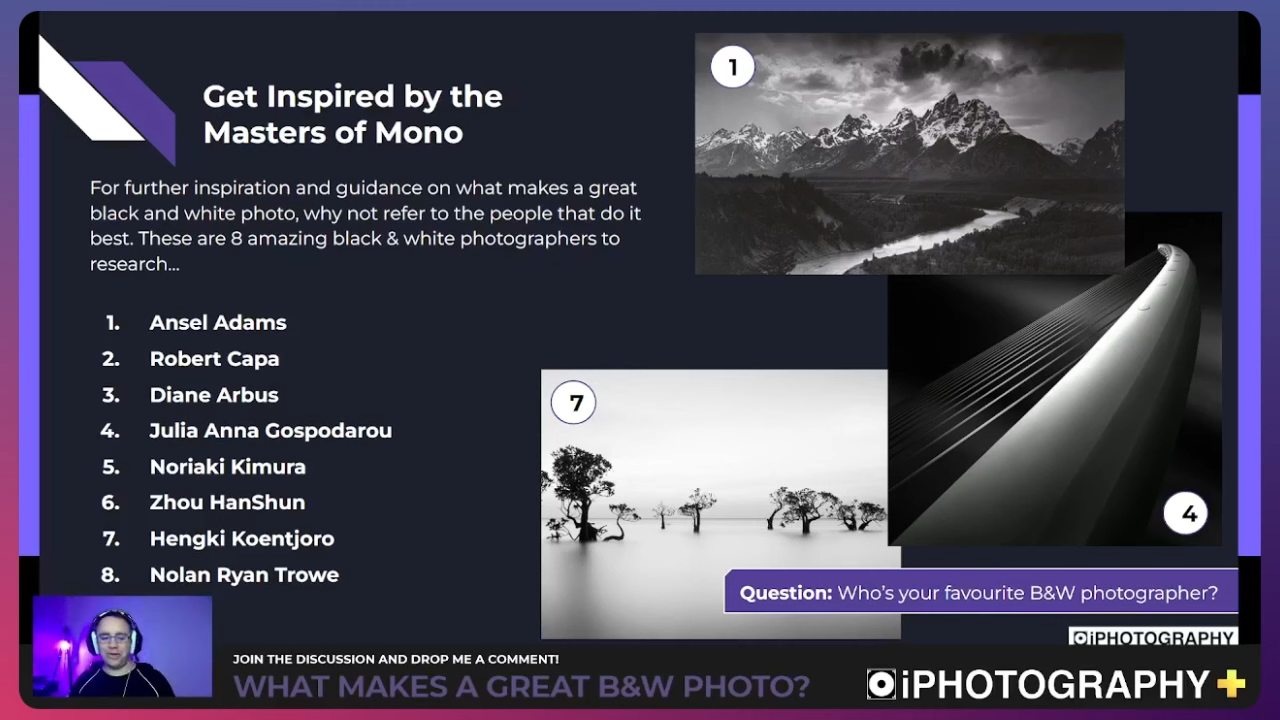 Get Inspired by the
Masters of Mono
For further inspiration and guidance on what makes a great
black and white photo, why not refer to the people that do it
best. These are 8 amazing black & white photographers to
research...
1. Ansel Adams
2. Robert Capa
3. Diane Arbus
4. Julia Anna Gospodarou
5. Noriaki Kimura
6. Zhou HanShun
7. Hengki Koentjoro
8. Nolan Ryan Trowe
1
7
4
Question: Who's your favourite B&W photographer?
iPHOTOGRAPHY
JOIN THE DISCUSSION AND DROP ME A COMMENT!
WHAT MAKES A GREAT B&W PHOTO?
iPHOTOGRAPHY+